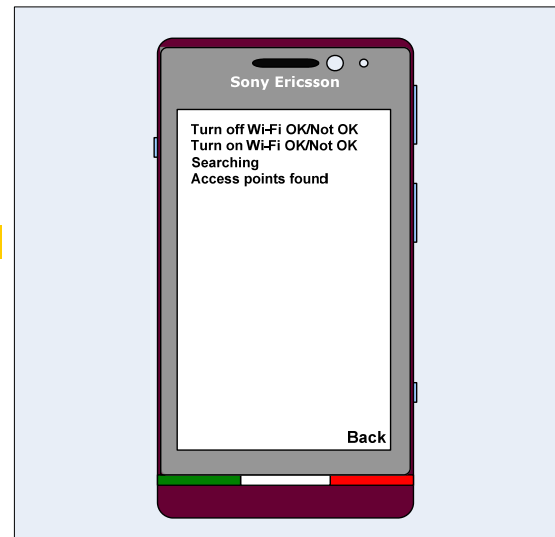 Sony Ericsson
Turn off Wi-Fi OK/Not OK
Turn on Wi-Fi OK/Not OK
Searching
Access points found
Back